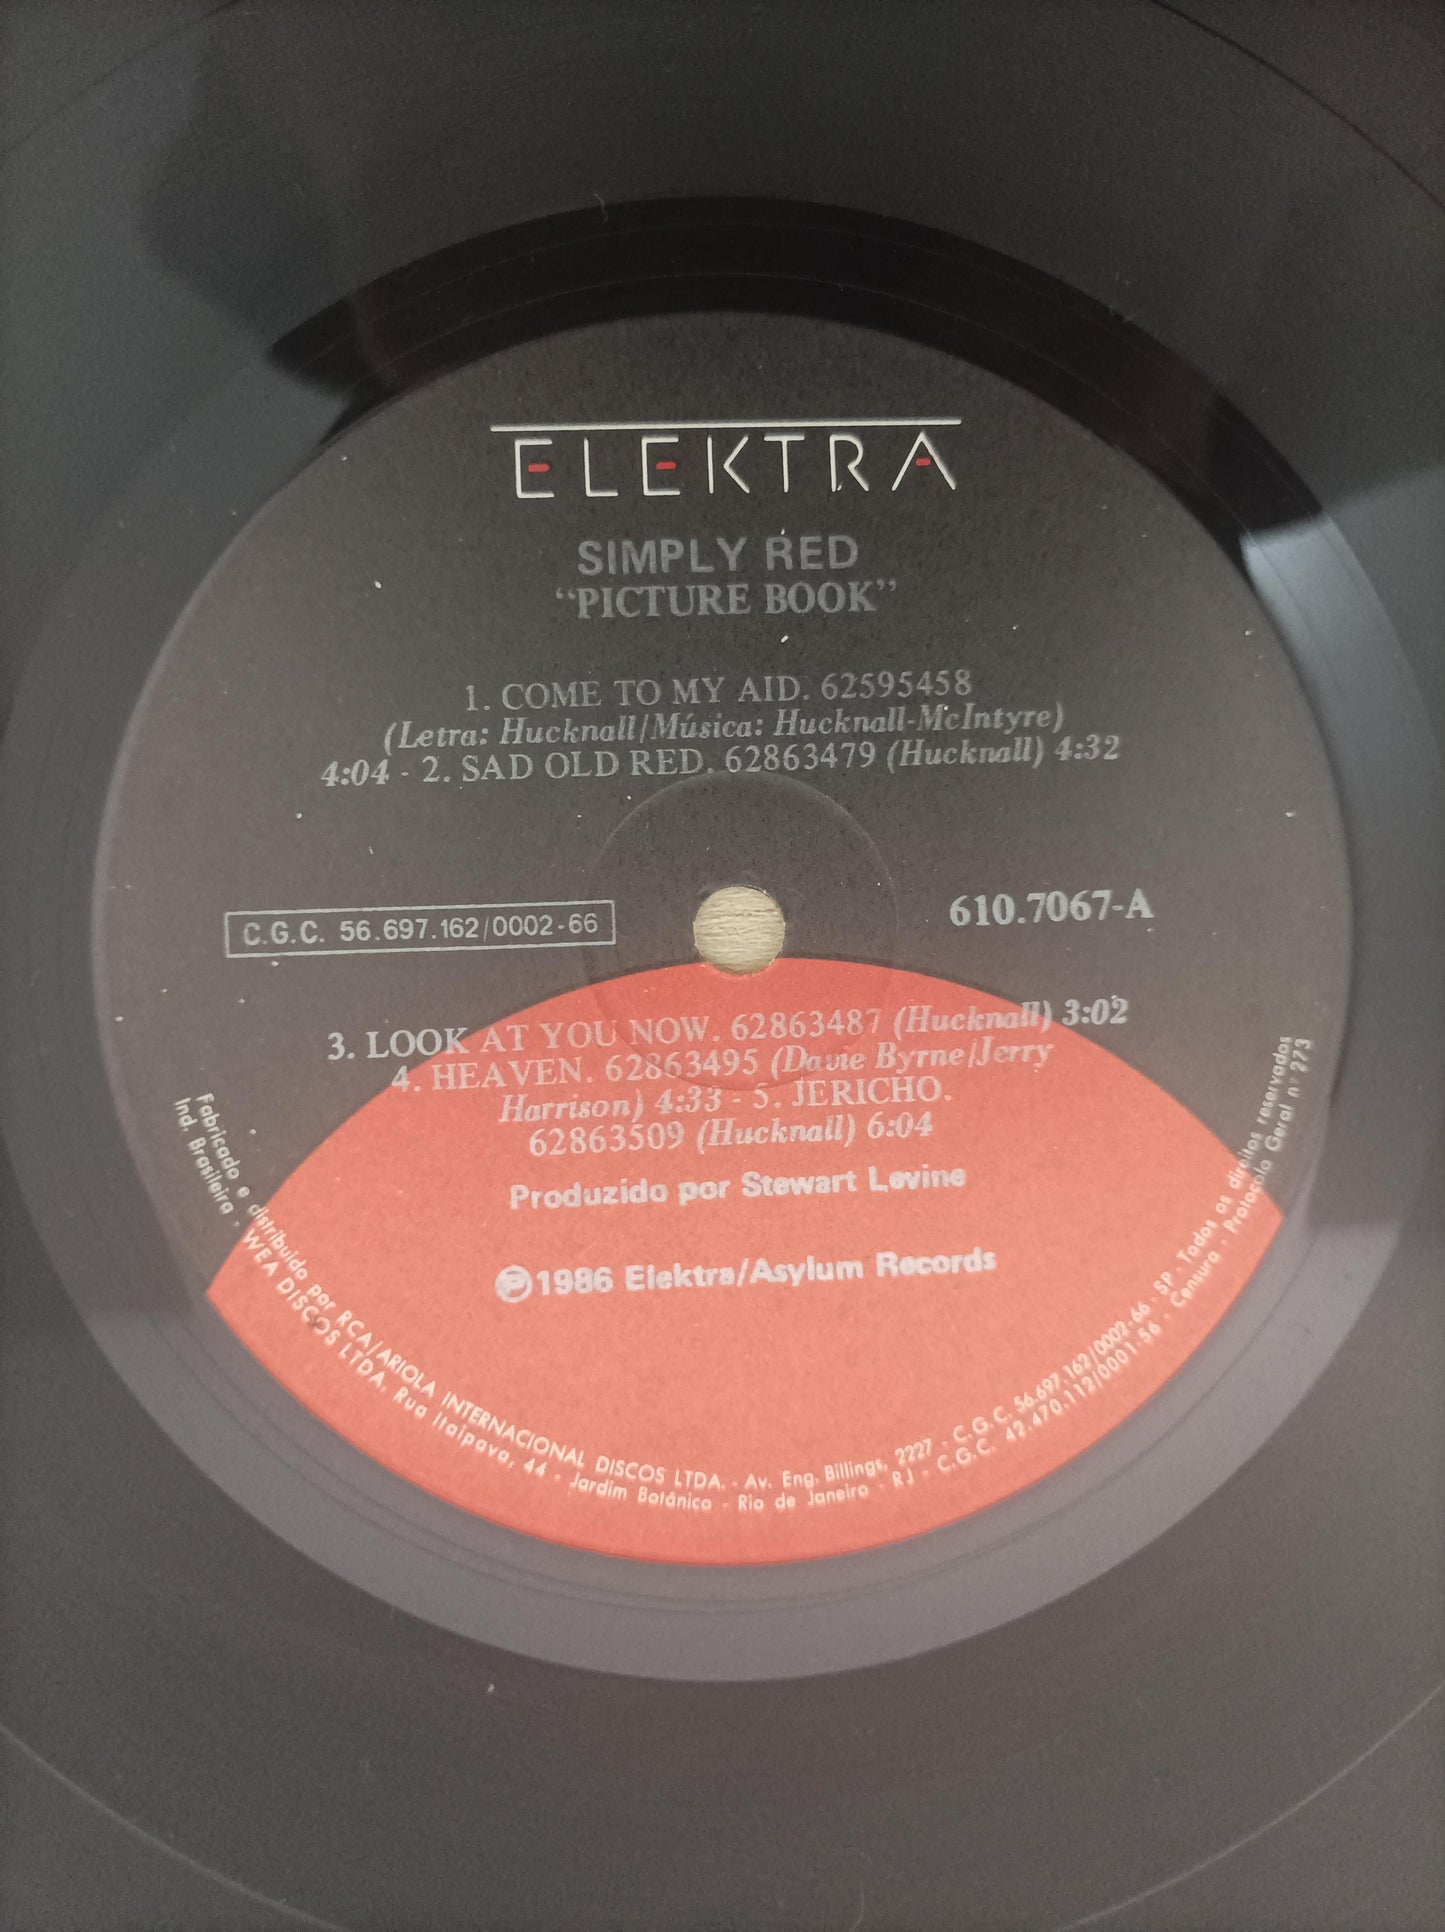 ELEKTRA
SIMPLY RED
“PICTURE BOOK”
1. COME TO MY AID. 62595458
(Letra: Hucknall/Música: Hucknall-McIntyre)
4:04 - 2. SAD OLD RED. 62863479 (Hucknall) 4:32
C.G.C. 56.697.162/0002-66
610.7067-A
3. LOOK AT YOU NOW. 62863487 (Hucknall) 3:02
4. HEAVEN. 62863495 (Davie Byrne/Jerry
Harrison) 4:33 - 5. JERICHO.
62863509 (Hucknall) 6:04
Produzido por Stewart Levine
℗1986 Elektra/Asylum Records
Fabricado e distribuído por RCA/ARIOLA INTERNACIONAL DISCOS LTDA. - Av. Eng. Billings, 2227 - C.G.C. 56.697.162/0002-66 - SP - Todos os direitos reservados
Ind. Brasileira - WEA DISCOS LTDA. Rua Itaipava, 44 - Jardim Botânico - Rio de Janeiro - RJ - C.G.C. 42.470.112/0001-56 - Censura - Protocolo Geral nº 273